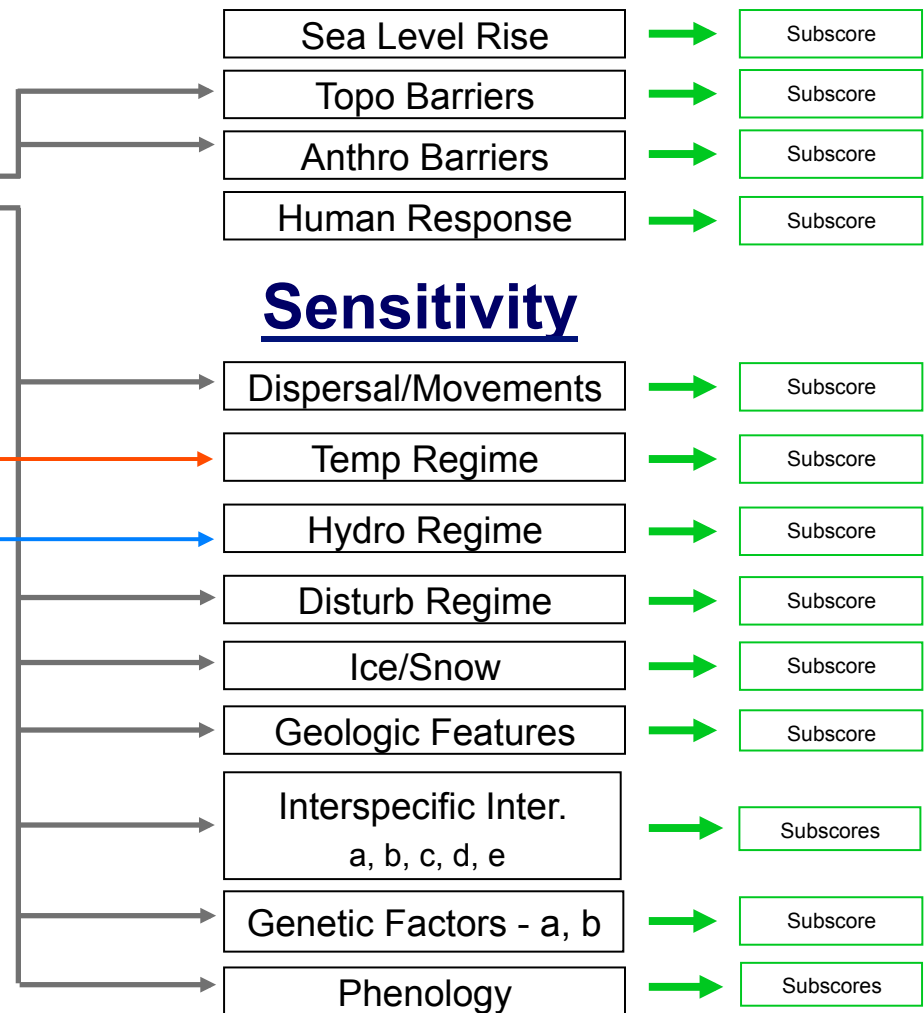 Sea Level Rise Subscore
Topo Barriers Subscore
Anthro Barriers Subscore
Human Response Subscore
Sensitivity
Dispersal/Movements Subscore
Temp Regime Subscore
Hydro Regime Subscore
Disturb Regime Subscore
Ice/Snow Subscore
Geologic Features Subscore
Interspecific Inter.
a, b, c, d, e
Subscores
Genetic Factors - a, b Subscore
Phenology Subscores